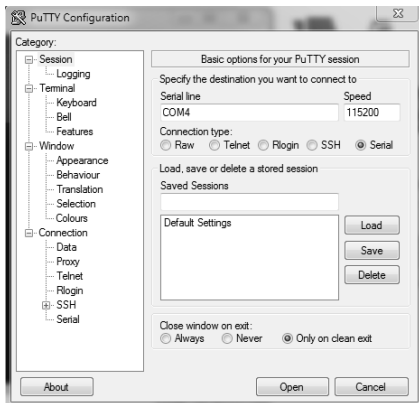 PuTTY Configuration
Category:
Session
Logging
Terminal
Keyboard
Bell
Features
Window
Appearance
Behaviour
Translation
Selection
Colours
Connection
Data
Proxy
Telnet
Rlogin
SSH
Serial
Basic options for your PuTTY session
Specify the destination you want to connect to
Serial line Speed
COM4 115200
Connection type:
Raw Telnet Rlogin SSH Serial
Load, save or delete a stored session
Saved Sessions
Default Settings
Load
Save
Delete
Close window on exit:
Always Never Only on clean exit
About Open Cancel